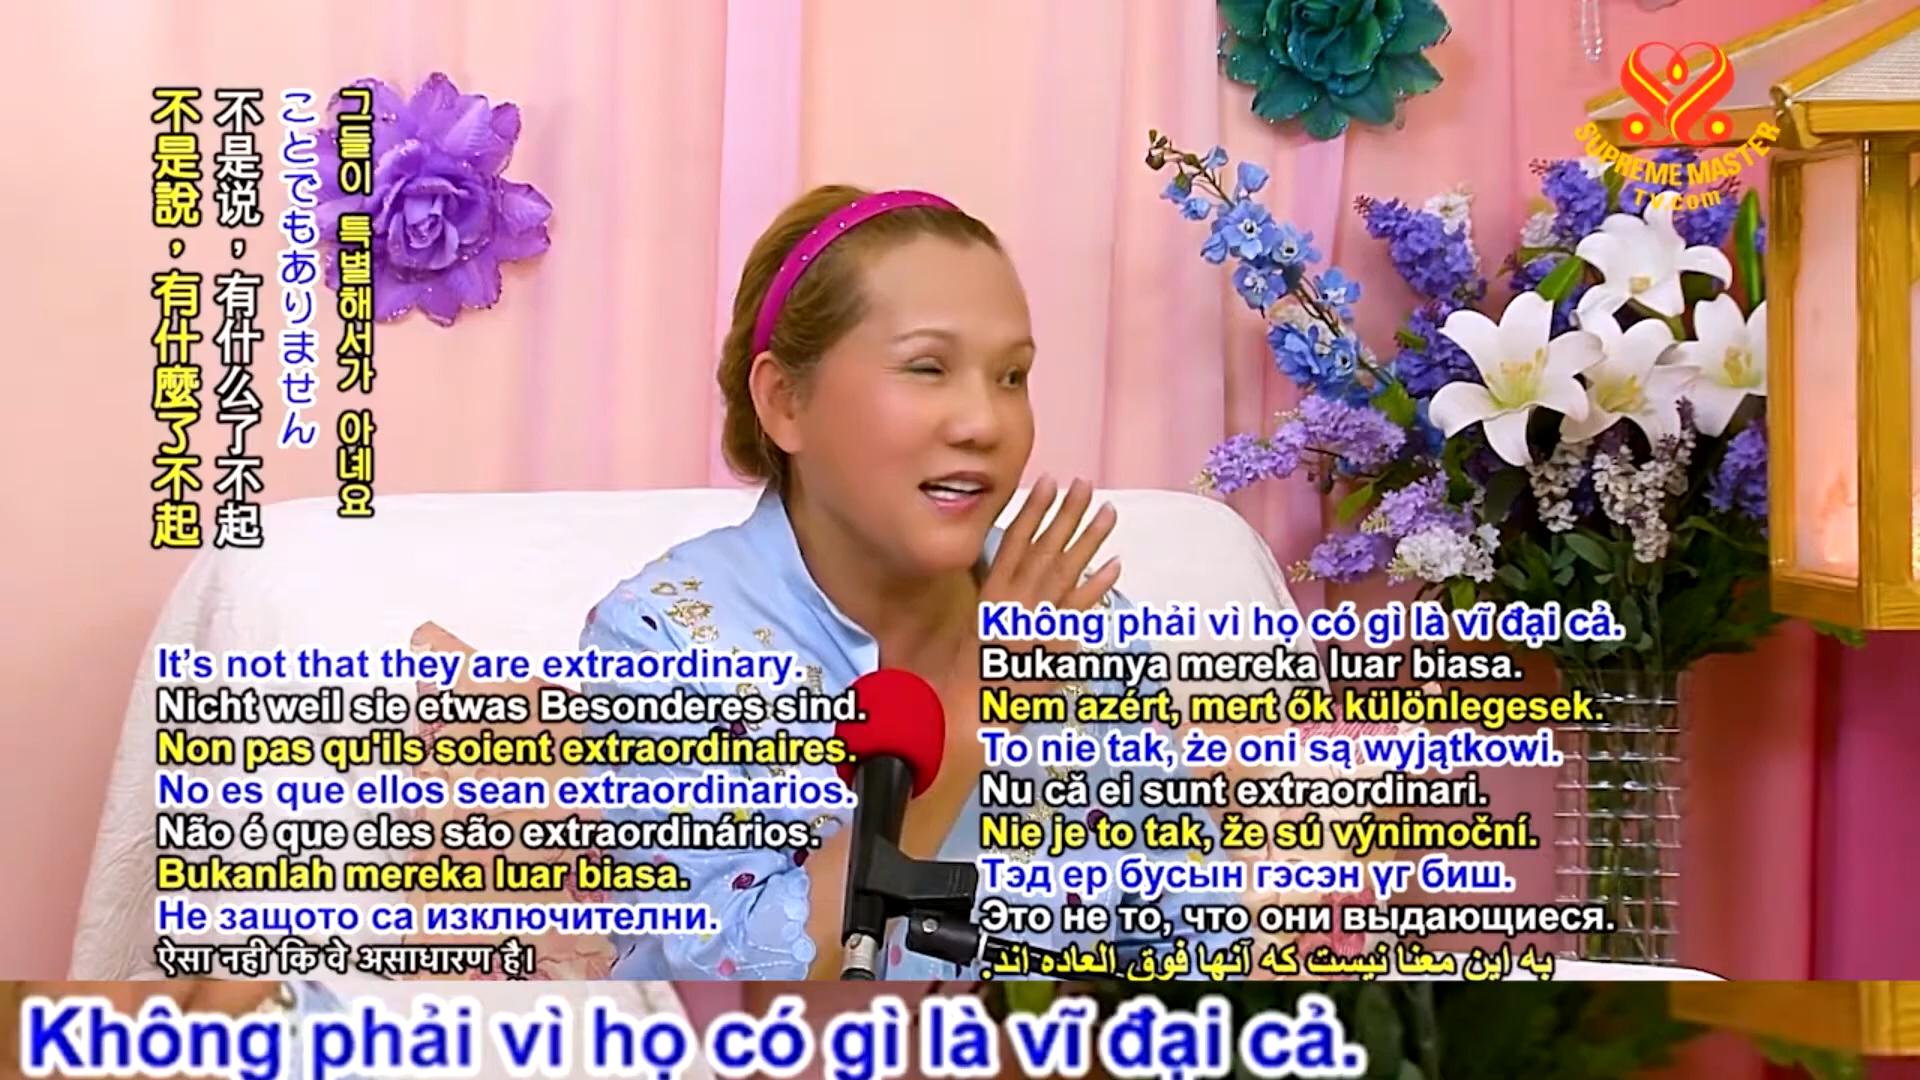 不是說，有什麼了不起
不是说，有什么了不起
ことでもありません
그들이 특별해서가 아녜요
SUPREME MASTER
TV.com
It’s not that they are extraordinary.
Nicht weil sie etwas Besonderes sind.
Non pas qu'ils soient extraordinaires.
No es que ellos sean extraordinarios.
Não é que eles são extraordinários.
Bukanlah mereka luar biasa.
Не защото са изключителни.
ऐसा नही कि वे असाधारण है।
Không phải vì họ có gì là vĩ đại cả.
Bukannya mereka luar biasa.
Nem azért, mert ők különlegesek.
To nie tak, że oni są wyjątkowi.
Nu că ei sunt extraordinari.
Nie je to tak, že sú výnimoční.
Тэд ер бусын гэсэн үг биш.
Это не то, что они выдающиеся.
به این معنا نیست که آنها فوق العاده اند.
Không phải vì họ có gì là vĩ đại cả.